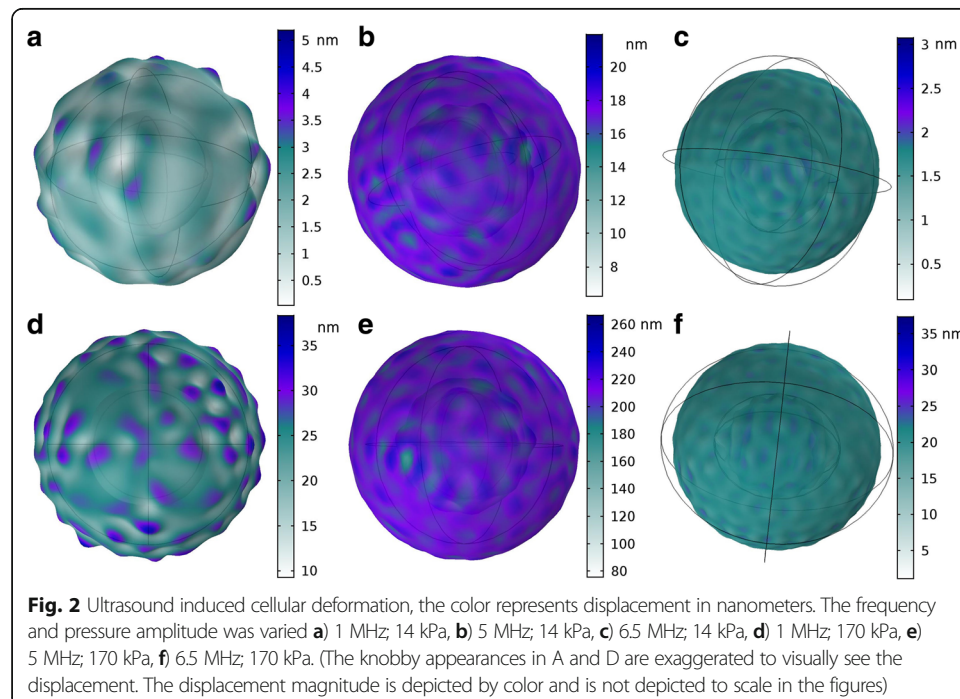 a
5 nm
4.5
4
3.5
3
2.5
2
1.5
1
0.5
b
nm
20
18
16
14
12
10
8
c
3 nm
2.5
2
1.5
1
0.5
d
nm
35
30
25
20
15
10
e
260 nm
240
220
200
180
160
140
120
100
80
f
35 nm
30
25
20
15
10
5
Fig. 2 Ultrasound induced cellular deformation, the color represents displacement in nanometers. The frequency
and pressure amplitude was varied a) 1 MHz; 14 kPa, b) 5 MHz; 14 kPa, c) 6.5 MHz; 14 kPa, d) 1 MHz; 170 kPa, e)
5 MHz; 170 kPa, f) 6.5 MHz; 170 kPa. (The knobby appearances in A and D are exaggerated to visually see the
displacement. The displacement magnitude is depicted by color and is not depicted to scale in the figures)